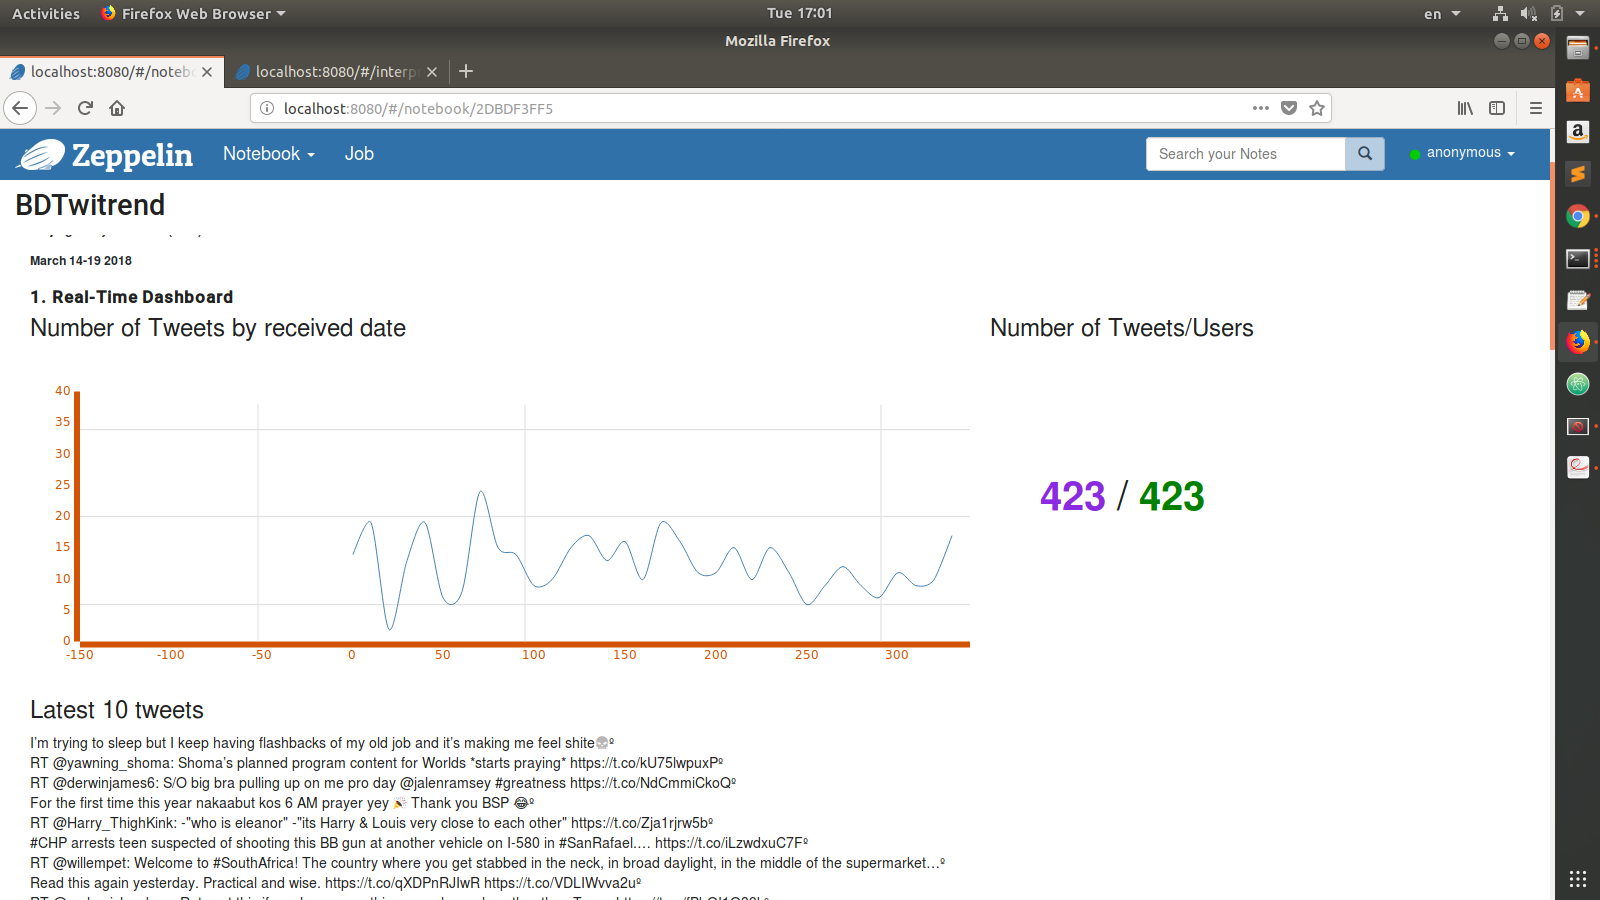 Activities Firefox Web Browser Tue 17:01 en
Mozilla Firefox
localhost:8080/#/noteb localhost:8080/#/interp
localhost:8080/#/notebook/2DBDF3FF5
Zeppelin Notebook Job Search your Notes anonymous
BDTwitrend
March 14-19 2018
1. Real-Time Dashboard
Number of Tweets by received date
Number of Tweets/Users
40
35
30
25
20
15
10
5
0
-150 -100 -50 0 50 100 150 200 250 300
423 / 423
Latest 10 tweets
I'm trying to sleep but I keep having flashbacks of my old job and it's making me feel shite💀º
RT @yawning_shoma: Shoma's planned program content for Worlds *starts praying* https://t.co/kU75lwpuxPº
RT @derwinjames6: S/O big bra pulling up on me pro day @jalenramsey #greatness https://t.co/NdCmmiCkoQº
For the first time this year nakaabut kos 6 AM prayer yey 🎉 Thank you BSP 😂º
RT @Harry_ThighKink: -"who is eleanor" -"its Harry & Louis very close to each other" https://t.co/Zja1rjrw5bº
#CHP arrests teen suspected of shooting this BB gun at another vehicle on I-580 in #SanRafael.… https://t.co/iLzwdxuC7Fº
RT @willempet: Welcome to #SouthAfrica! The country where you get stabbed in the neck, in broad daylight, in the middle of the supermarket…º
Read this again yesterday. Practical and wise. https://t.co/qXDPnRJIwR https://t.co/VDLIWvva2uº